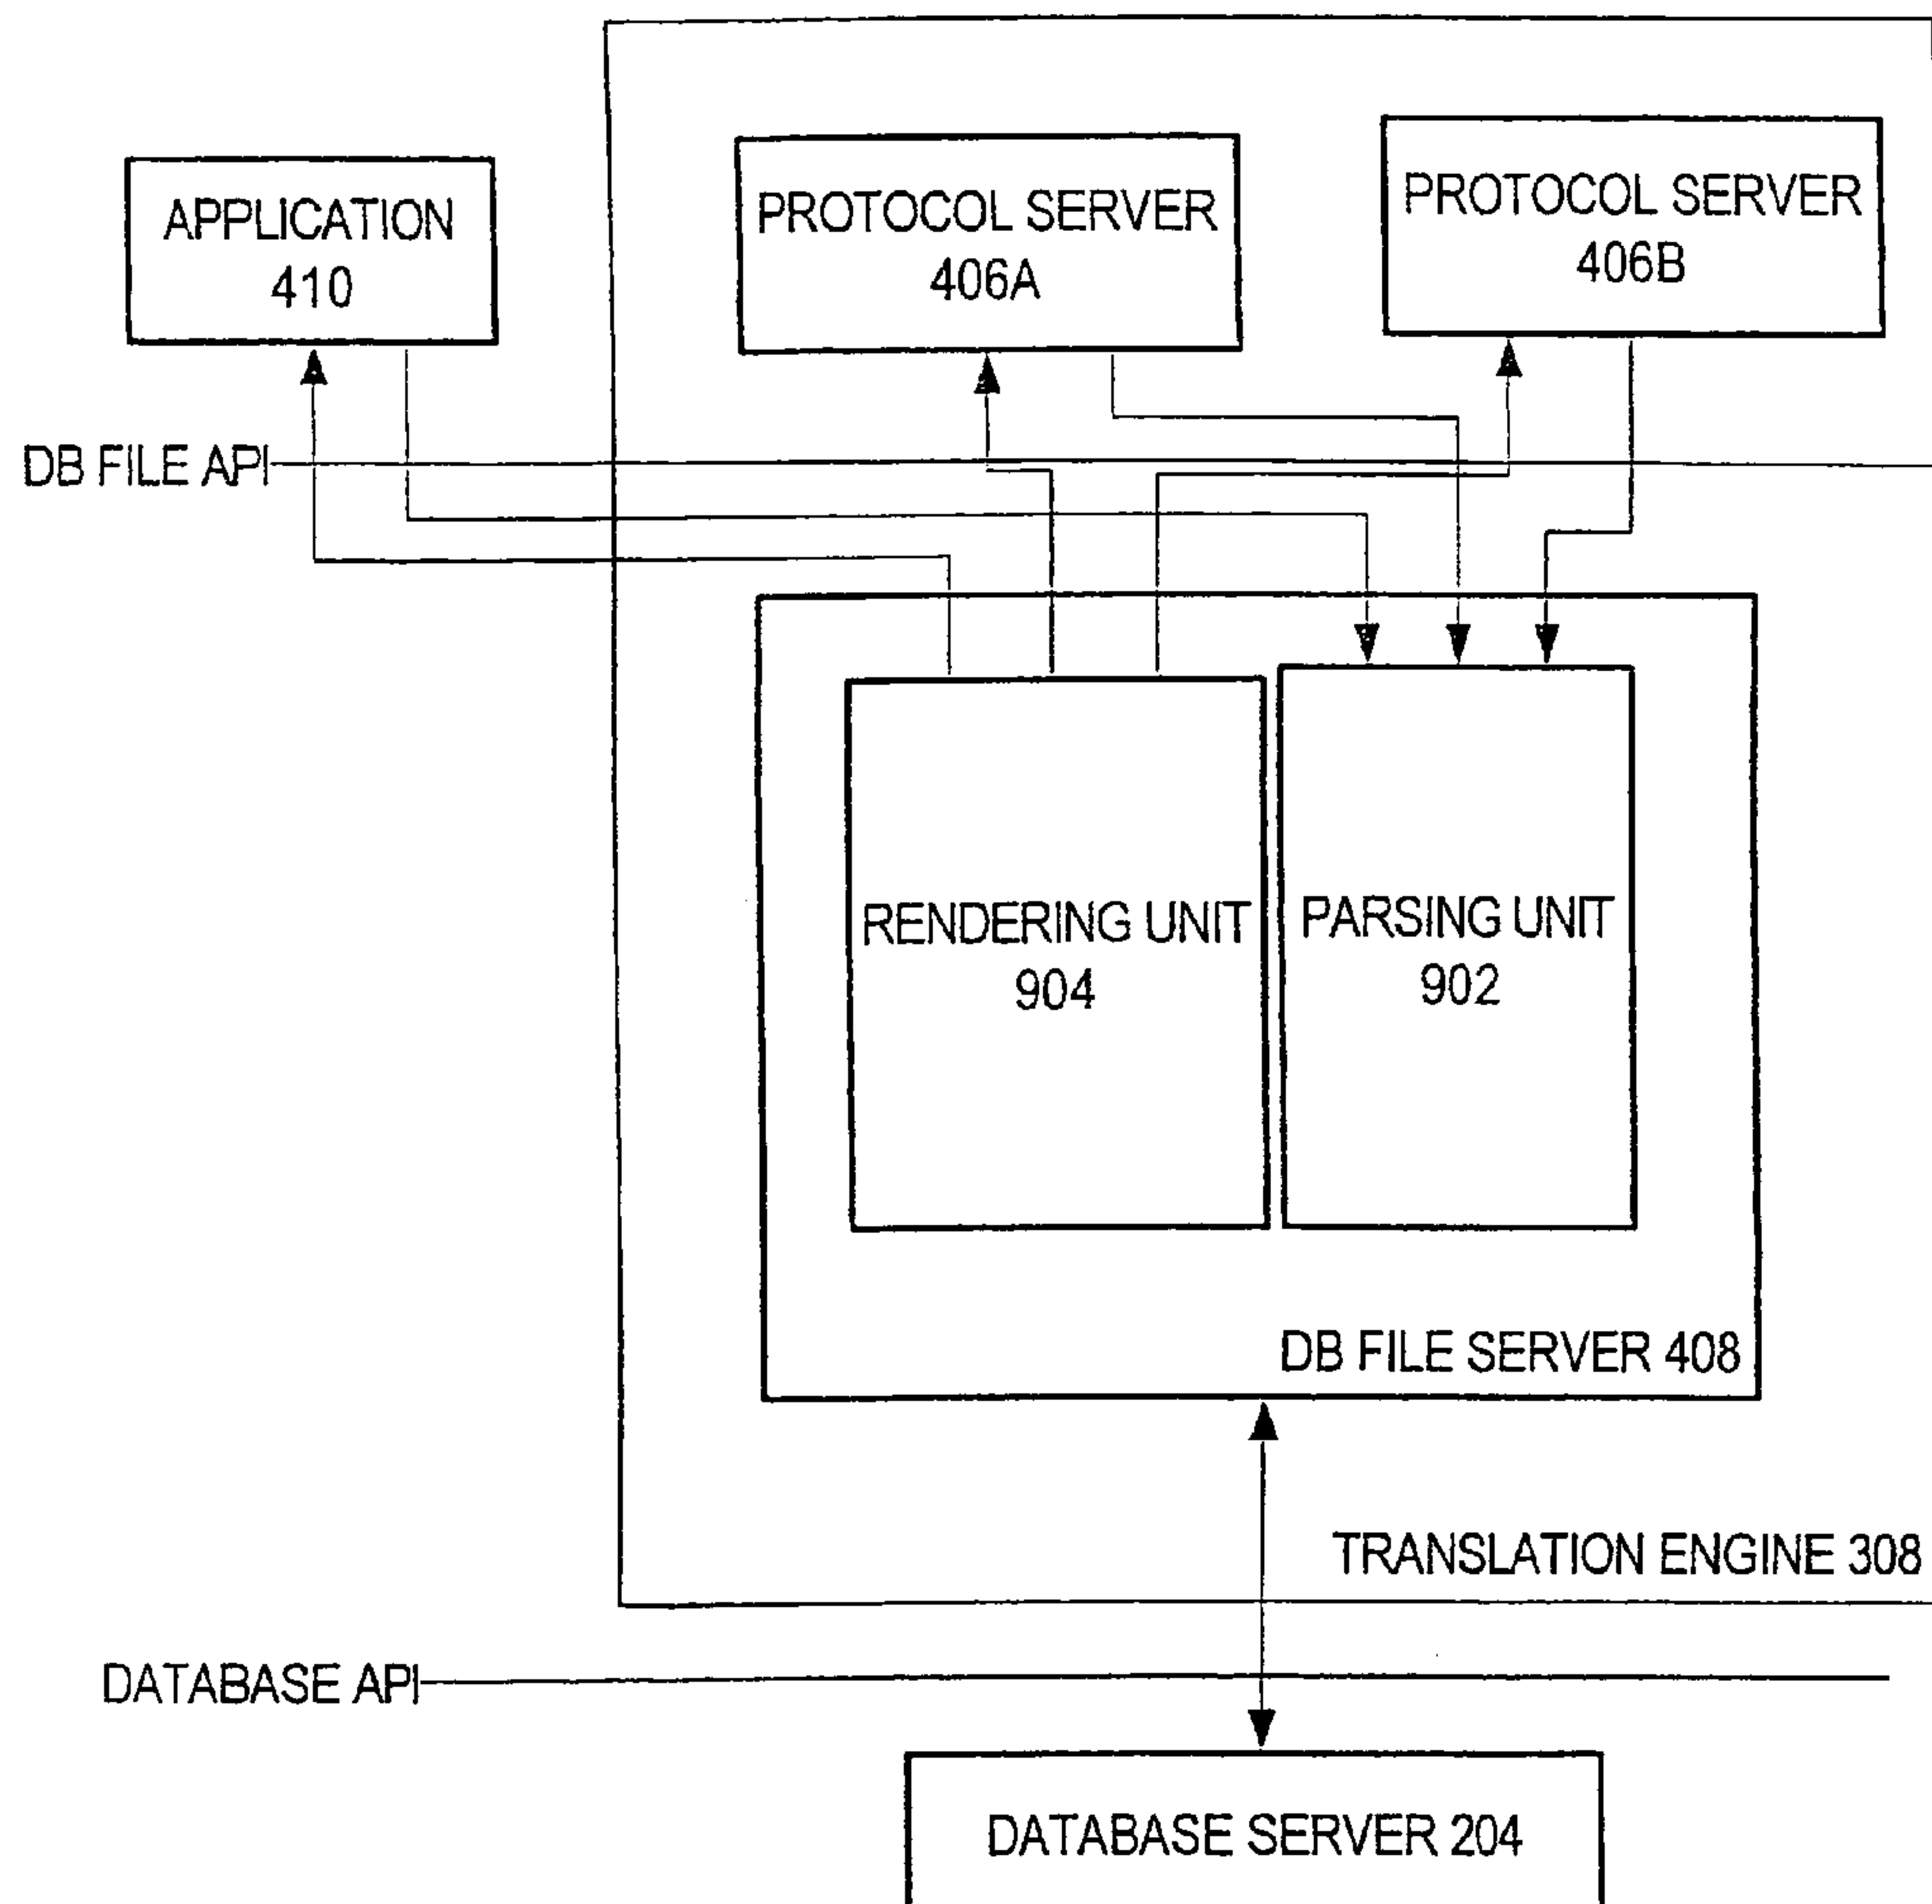 APPLICATION
410
PROTOCOL SERVER
406A
PROTOCOL SERVER
406B
DB FILE API
RENDERING UNIT
904
PARSING UNIT
902
DB FILE SERVER 408
TRANSLATION ENGINE 308
DATABASE API
DATABASE SERVER 204